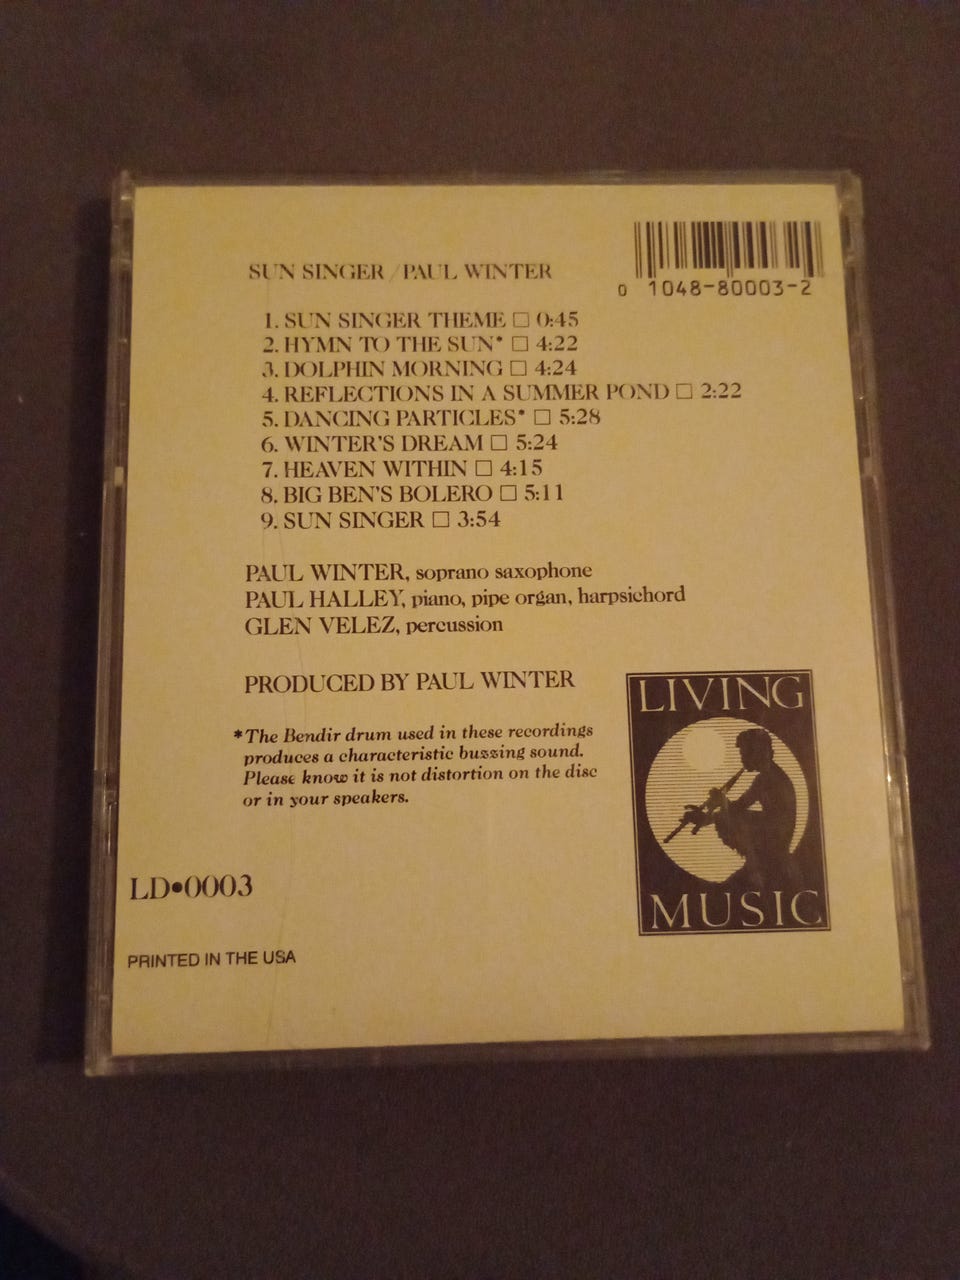 SUN SINGER / PAUL WINTER
0 1048-80003-2
1. SUN SINGER THEME □ 0:45
2. HYMN TO THE SUN* □ 4:22
3. DOLPHIN MORNING □ 4:24
4. REFLECTIONS IN A SUMMER POND □ 2:22
5. DANCING PARTICLES* □ 5:28
6. WINTER'S DREAM □ 5:24
7. HEAVEN WITHIN □ 4:15
8. BIG BEN'S BOLERO □ 5:11
9. SUN SINGER □ 3:54
PAUL WINTER, soprano saxophone
PAUL HALLEY, piano, pipe organ, harpsichord
GLEN VELEZ, percussion
PRODUCED BY PAUL WINTER
*The Bendir drum used in these recordings
produces a characteristic buzzing sound.
Please know it is not distortion on the disc
or in your speakers.
LIVING
MUSIC
LD•0003
PRINTED IN THE USA